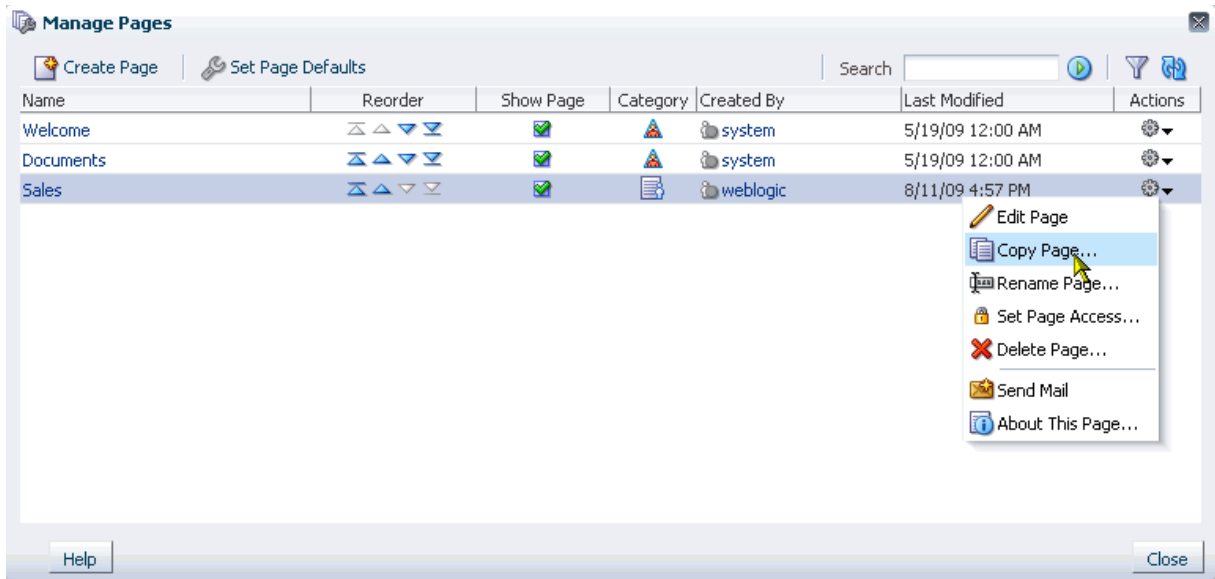 Manage Pages
Create Page Set Page Defaults Search
Name Reorder Show Page Category Created By Last Modified Actions
Welcome system 5/19/09 12:00 AM
Documents system 5/19/09 12:00 AM
Sales weblogic 8/11/09 4:57 PM
Edit Page
Copy Page...
Rename Page...
Set Page Access...
Delete Page...
Send Mail
About This Page...
Help Close